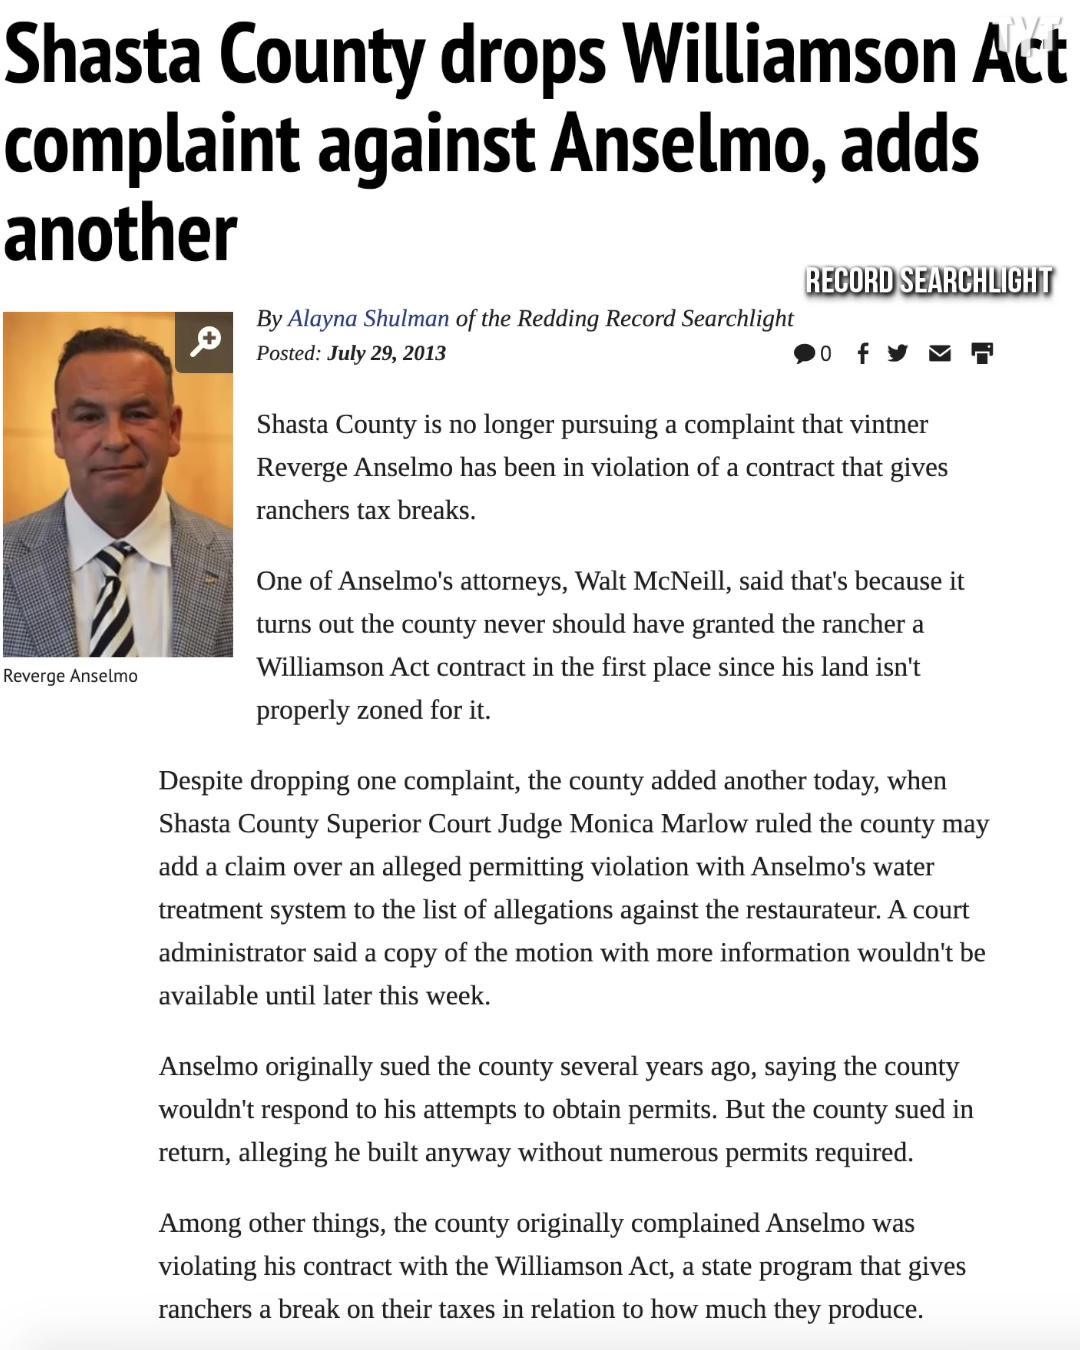 TYT
Shasta County drops Williamson Act
complaint against Anselmo, adds
another
RECORD SEARCHLIGHT
By Alayna Shulman of the Redding Record Searchlight
Posted: July 29, 2013
0
Shasta County is no longer pursuing a complaint that vintner
Reverge Anselmo has been in violation of a contract that gives
ranchers tax breaks.
Reverge Anselmo
One of Anselmo's attorneys, Walt McNeill, said that's because it
turns out the county never should have granted the rancher a
Williamson Act contract in the first place since his land isn't
properly zoned for it.
Despite dropping one complaint, the county added another today, when
Shasta County Superior Court Judge Monica Marlow ruled the county may
add a claim over an alleged permitting violation with Anselmo's water
treatment system to the list of allegations against the restaurateur. A court
administrator said a copy of the motion with more information wouldn't be
available until later this week.
Anselmo originally sued the county several years ago, saying the county
wouldn't respond to his attempts to obtain permits. But the county sued in
return, alleging he built anyway without numerous permits required.
Among other things, the county originally complained Anselmo was
violating his contract with the Williamson Act, a state program that gives
ranchers a break on their taxes in relation to how much they produce.